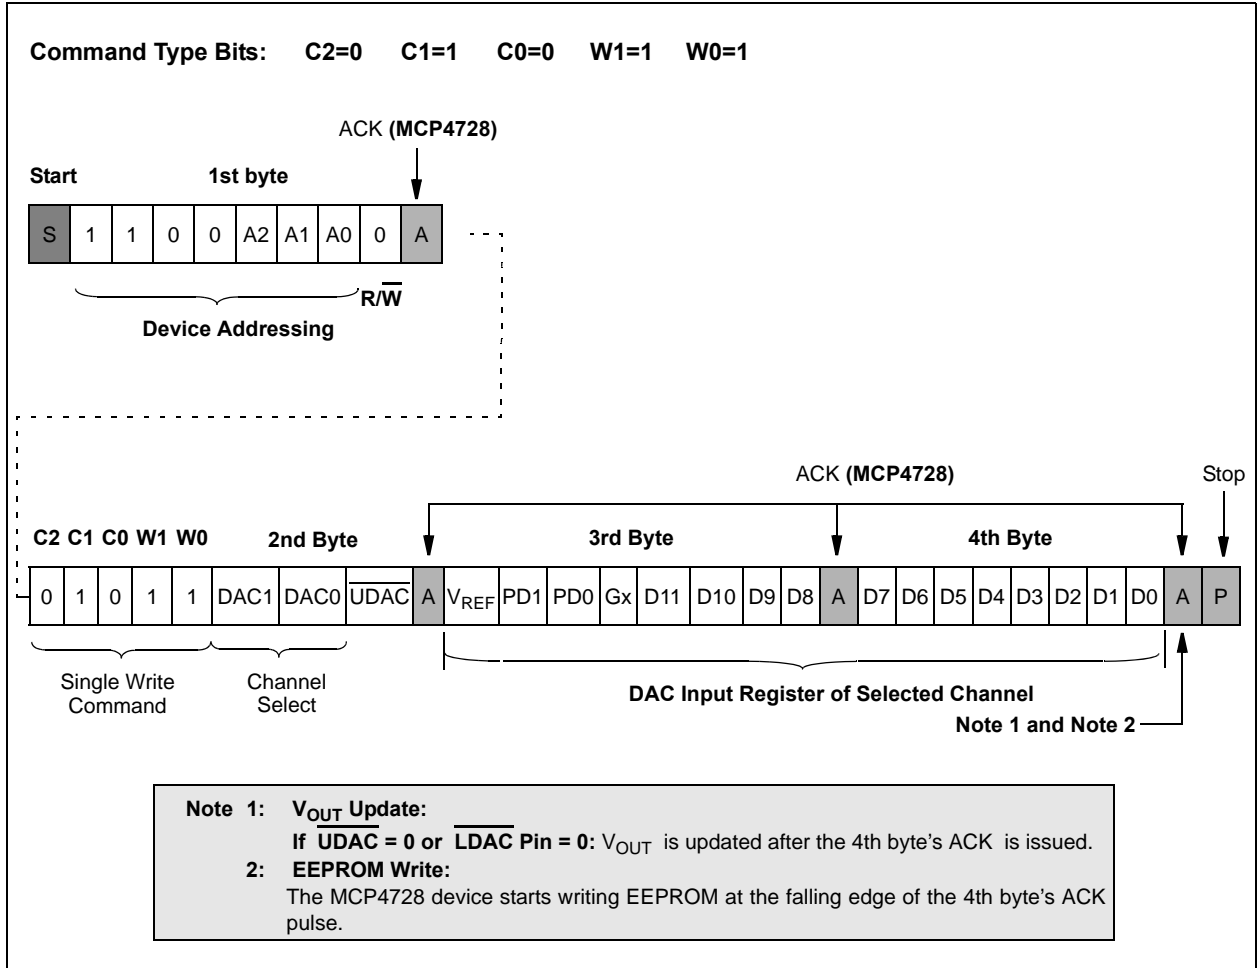 Command Type Bits: C2=0 C1=1 C0=0 W1=1 W0=1
ACK (MCP4728)
Start 1st byte
S 1 1 0 0 A2 A1 A0 0 A
R/W̅
Device Addressing
ACK (MCP4728) Stop
C2 C1 C0 W1 W0 2nd Byte 3rd Byte 4th Byte
0 1 0 1 1 DAC1 DAC0 U̅D̅A̅C̅ A VREF PD1 PD0 Gx D11 D10 D9 D8 A D7 D6 D5 D4 D3 D2 D1 D0 A P
Single Write Command
Channel Select
DAC Input Register of Selected Channel
Note 1 and Note 2
Note 1: VOUT Update:
If U̅D̅A̅C̅ = 0 or L̅D̅A̅C̅ Pin = 0: VOUT is updated after the 4th byte's ACK is issued.
2: EEPROM Write:
The MCP4728 device starts writing EEPROM at the falling edge of the 4th byte's ACK
pulse.